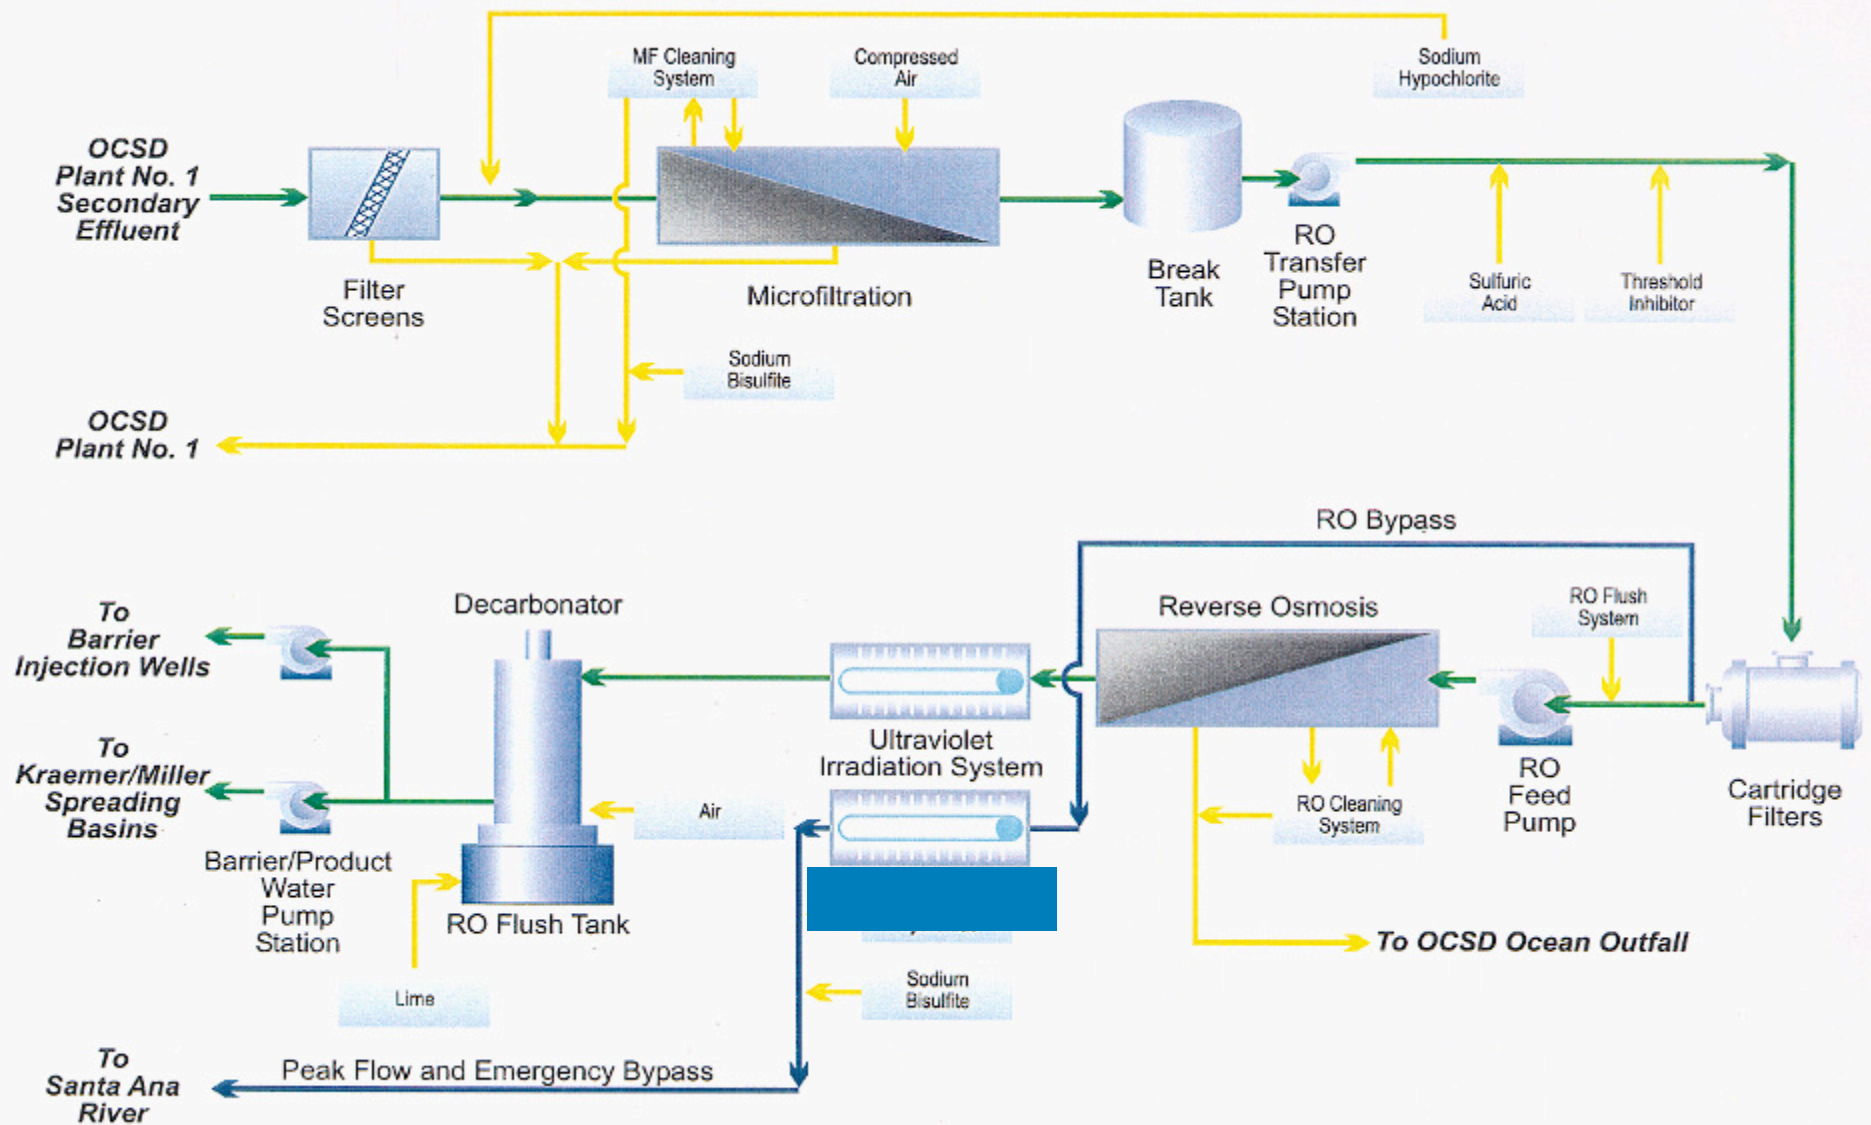 MF Cleaning
System
Compressed
Air
Sodium
Hypochlorite
OCSD
Plant No. 1
Secondary
Effluent
Filter
Screens
Microfiltration
Break
Tank
RO
Transfer
Pump
Station
Sulfuric
Acid
Threshold
Inhibitor
Sodium
Bisulfite
OCSD
Plant No. 1
RO Bypass
To
Barrier
Injection Wells
Decarbonator
Reverse Osmosis
RO Flush
System
To
Kraemer/Miller
Spreading
Basins
Ultraviolet
Irradiation System
Air
RO Cleaning
System
RO
Feed
Pump
Cartridge
Filters
Barrier/Product
Water
Pump
Station
RO Flush Tank
To OCSD Ocean Outfall
Lime
Sodium
Bisulfite
To
Santa Ana
River
Peak Flow and Emergency Bypass